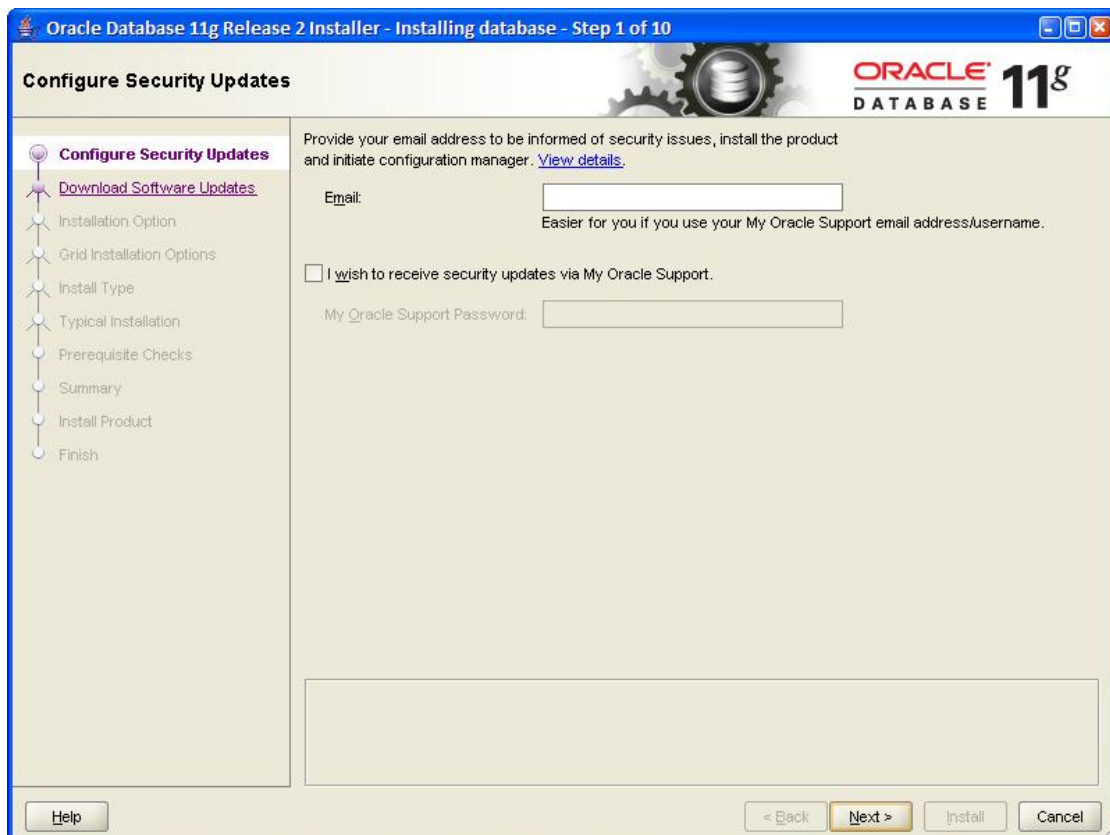 Oracle Database 11g Release 2 Installer - Installing database - Step 1 of 10
Configure Security Updates
ORACLE
DATABASE
11g
Configure Security Updates
Download Software Updates
Installation Option
Grid Installation Options
Install Type
Typical Installation
Prerequisite Checks
Summary
Install Product
Finish
Provide your email address to be informed of security issues, install the product
and initiate configuration manager. View details.
Email:
Easier for you if you use your My Oracle Support email address/username.
I wish to receive security updates via My Oracle Support.
My Oracle Support Password:
Help
< Back
Next >
Install
Cancel